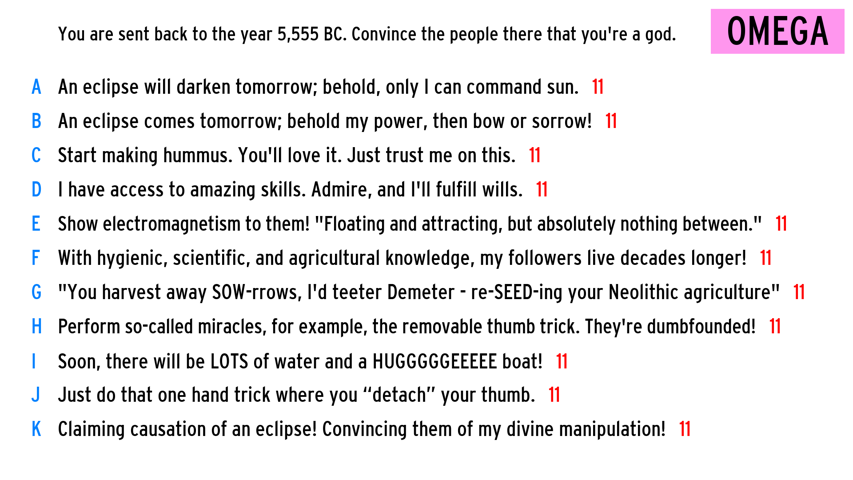 You are sent back to the year 5,555 BC. Convince the people there that you're a god.
OMEGA
A An eclipse will darken tomorrow; behold, only I can command sun. 11
B An eclipse comes tomorrow; behold my power, then bow or sorrow! 11
C Start making hummus. You'll love it. Just trust me on this. 11
D I have access to amazing skills. Admire, and I'll fulfill wills. 11
E Show electromagnetism to them! "Floating and attracting, but absolutely nothing between." 11
F With hygienic, scientific, and agricultural knowledge, my followers live decades longer! 11
G "You harvest away SOW-rrows, I'd teeter Demeter - re-SEED-ing your Neolithic agriculture" 11
H Perform so-called miracles, for example, the removable thumb trick. They're dumbfounded! 11
I Soon, there will be LOTS of water and a HUGGGGGEEEEE boat! 11
J Just do that one hand trick where you “detach” your thumb. 11
K Claiming causation of an eclipse! Convincing them of my divine manipulation! 11